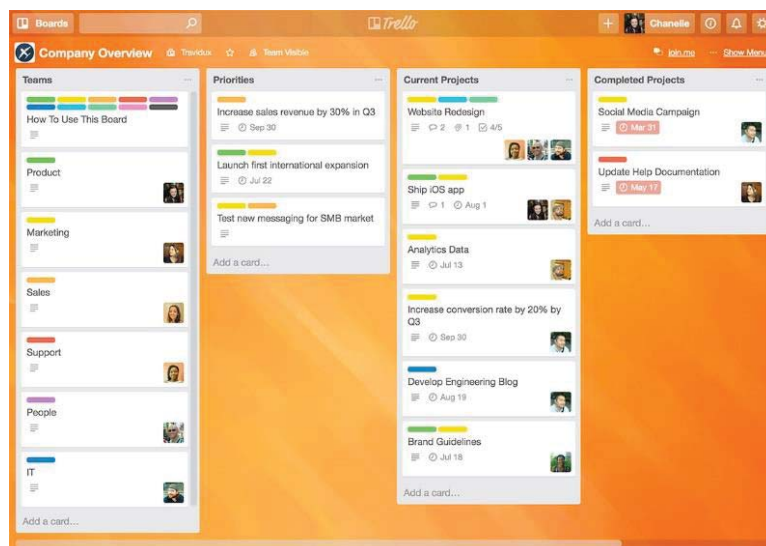 Boards
Trello
Chanelle
Company Overview
Travidux
Team Visible
join.me
Show Menu
Teams
How To Use This Board
Product
Marketing
Sales
Support
People
IT
Add a card...
Priorities
Increase sales revenue by 30% in Q3
Sep 30
Launch first international expansion
Jul 22
Test new messaging for SMB market
Add a card...
Current Projects
Website Redesign
2 1 4/5
Ship iOS app
1 Aug 1
Analytics Data
Jul 13
Increase conversion rate by 20% by
Q3
Sep 30
Develop Engineering Blog
Aug 19
Brand Guidelines
Jul 18
Add a card...
Completed Projects
Social Media Campaign
Mar 31
Update Help Documentation
May 17
Add a card...